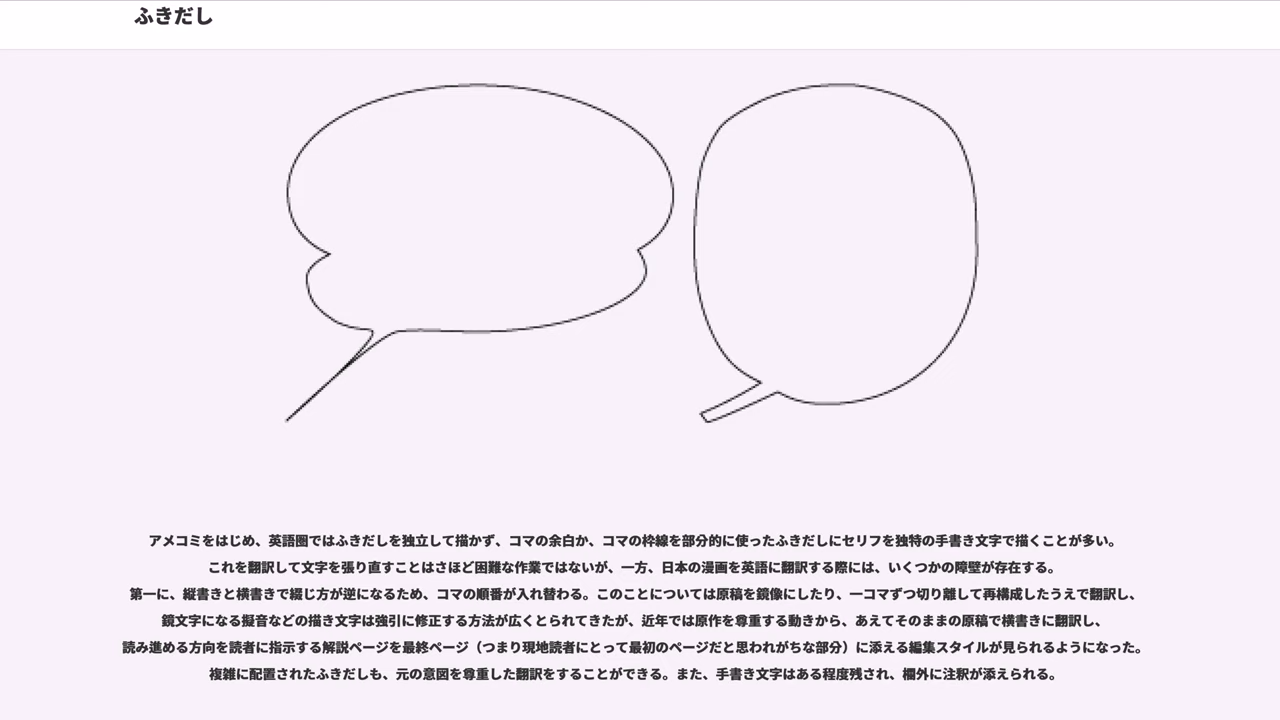 ふきだし
アメコミをはじめ、英語圏ではふきだしを独立して描かず、コマの余白か、コマの枠線を部分的に使ったふきだしにセリフを独特の手書き文字で描くことが多い。
これを翻訳して文字を張り直すことはさほど困難な作業ではないが、一方、日本の漫画を英語に翻訳する際には、いくつかの障壁が存在する。
第一に、縦書きと横書きで綴じ方が逆になるため、コマの順番が入れ替わる。このことについては原稿を鏡像にしたり、一コマずつ切り離して再構成したうえで翻訳し、
鏡文字になる擬音などの描き文字は強引に修正する方法が広くとられてきたが、近年では原作を尊重する動きから、あえてそのままの原稿で横書きに翻訳し、
読み進める方向を読者に指示する解説ページを最終ページ（つまり現地読者にとって最初のページだと思われがちな部分）に添える編集スタイルが見られるようになった。
複雑に配置されたふきだしも、元の意図を尊重した翻訳をすることができる。また、手書き文字はある程度残され、欄外に注釈が添えられる。